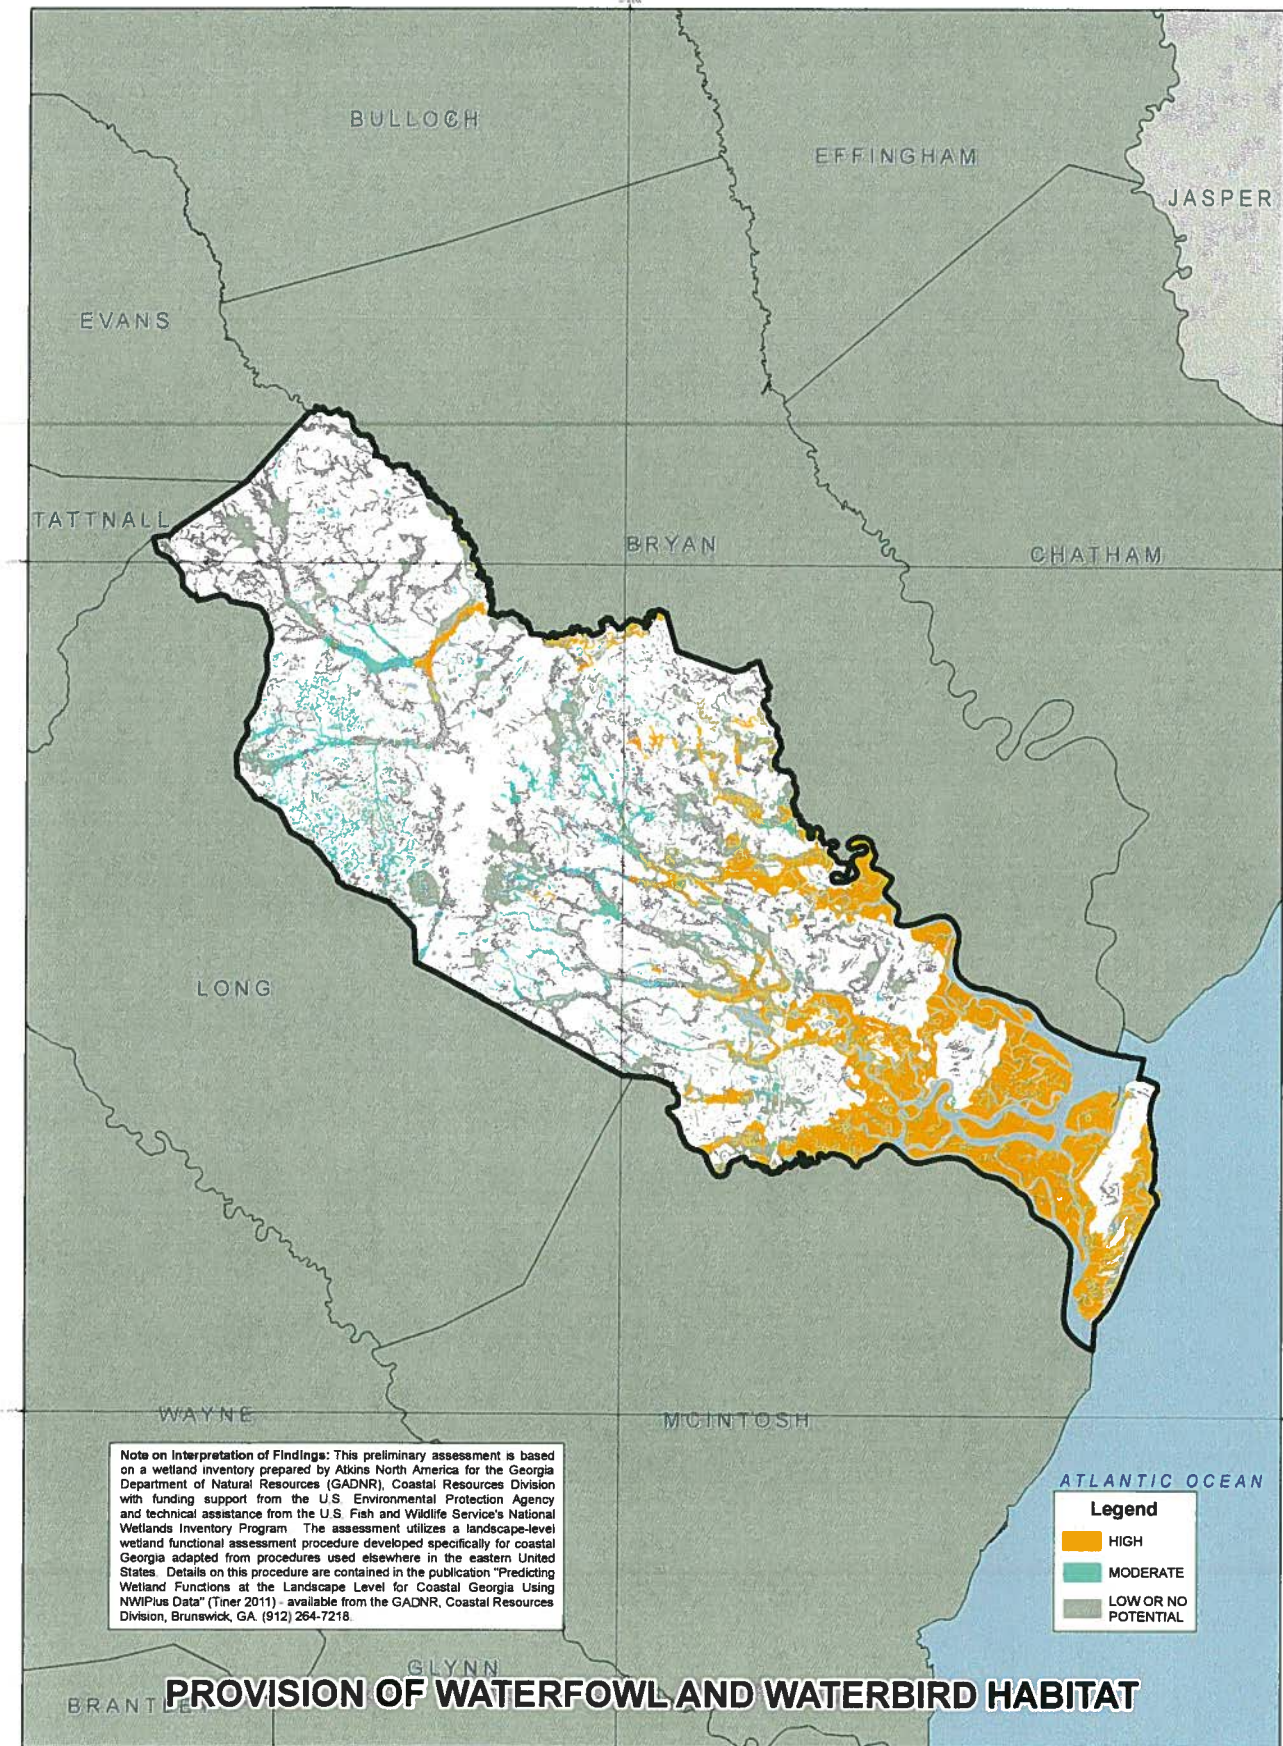 BULLOCH
EFFINGHAM
JASPER
EVANS
TATTNALL
BRYAN
CHATHAM
LONG
WAYNE
MCINTOSH
ATLANTIC OCEAN
Note on Interpretation of Findings: This preliminary assessment is based
on a wetland inventory prepared by Atkins North America for the Georgia
Department of Natural Resources (GADNR), Coastal Resources Division
with funding support from the U.S. Environmental Protection Agency
and technical assistance from the U.S. Fish and Wildlife Service's National
Wetlands Inventory Program The assessment utilizes a landscape-level
wetland functional assessment procedure developed specifically for coastal
Georgia adapted from procedures used elsewhere in the eastern United
States. Details on this procedure are contained in the publication "Predicting
Wetland Functions at the Landscape Level for Coastal Georgia Using
NWIPlus Data" (Tiner 2011) - available from the GADNR, Coastal Resources
Division, Brunswick, GA. (912) 264-7218.
Legend
HIGH
MODERATE
LOW OR NO
POTENTIAL
GLYNN
BRANTLEY
PROVISION OF WATERFOWL AND WATERBIRD HABITAT